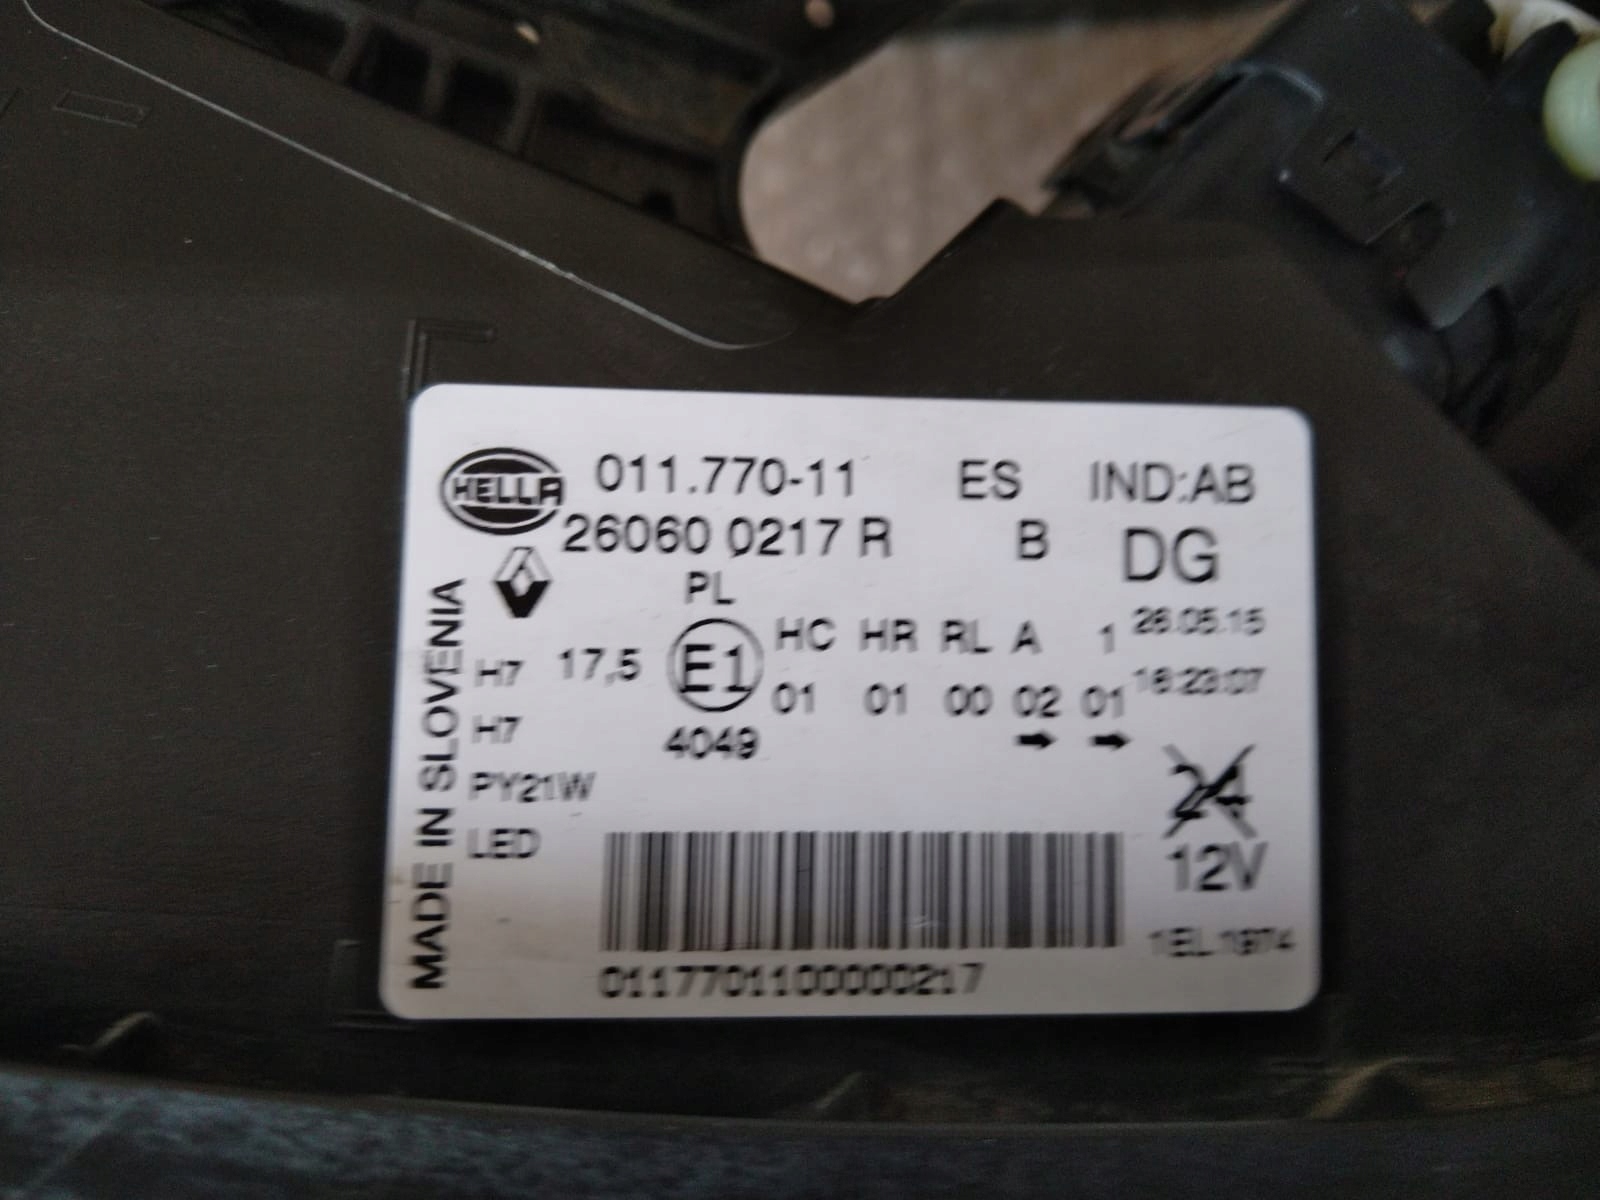 HELLA 011.770-11 ES IND:AB
26060 0217 R B DG
PL
HC HR RL A 1 26.05.15
H7 17,5 E1
01 01 00 02 01 16:23:07
H7 4049
24
PY21W
LED 12V
1EL.1974
0117701100000217
MADE IN SLOVENIA